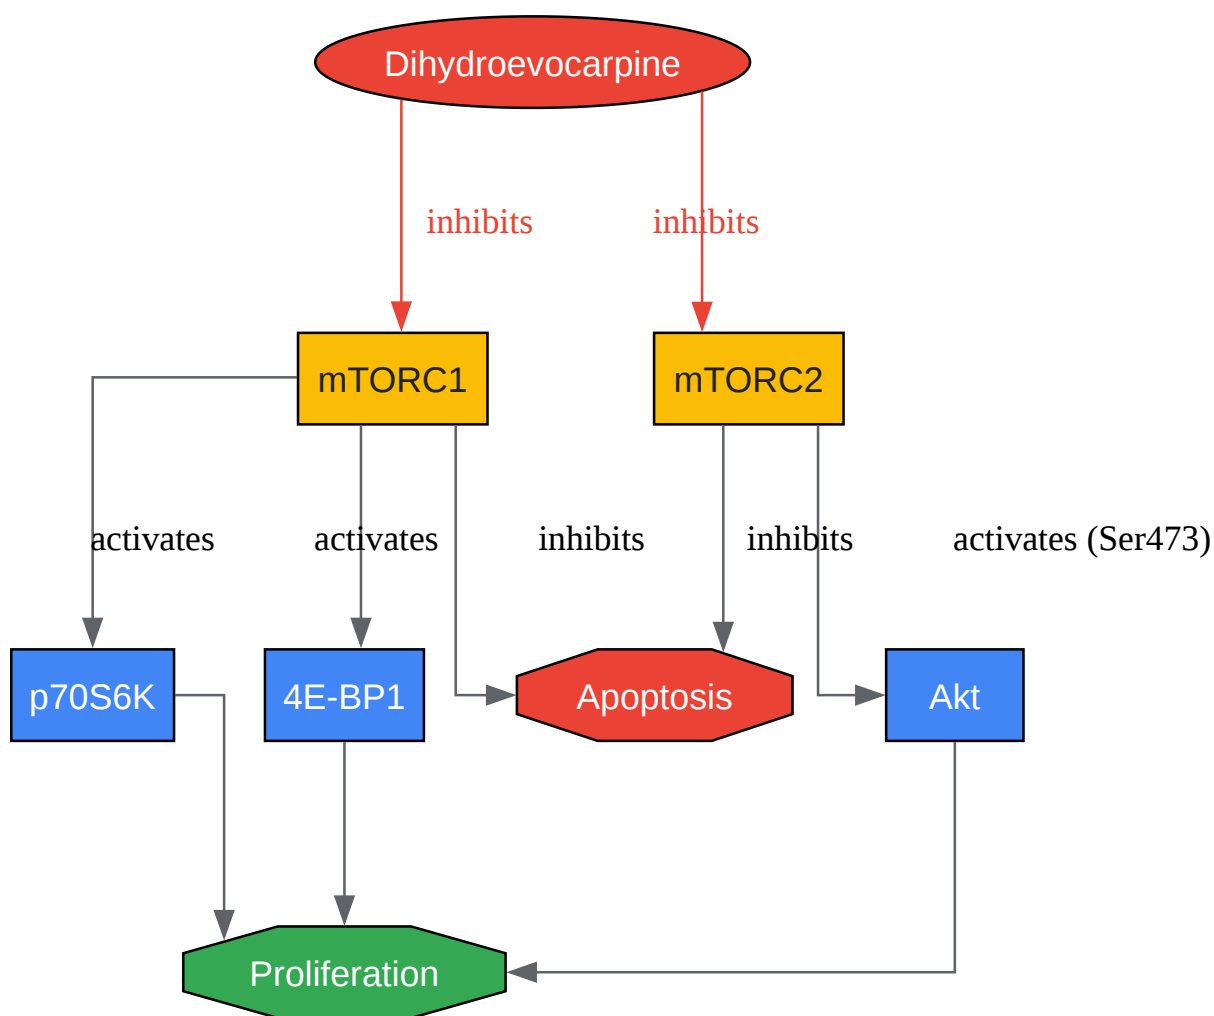 Dihydroevocarpine
inhibits
inhibits
mTORC1
mTORC2
activates
activates
inhibits
inhibits
activates (Ser473)
p70S6K
4E-BP1
Apoptosis
Akt
Proliferation